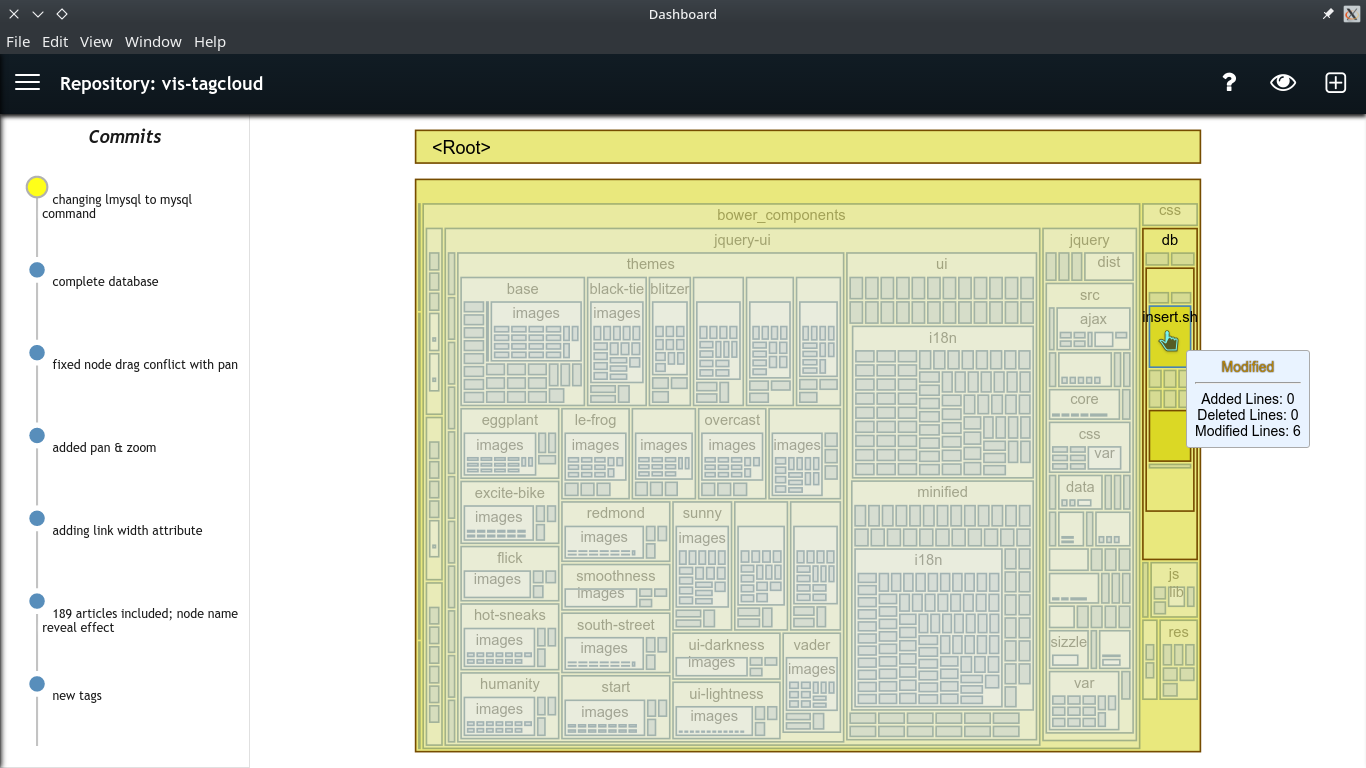 Dashboard
File Edit View Window Help
Repository: vis-tagcloud
?
Commits
changing lmysql to mysql
command
complete database
fixed node drag conflict with pan
added pan & zoom
adding link width attribute
189 articles included; node name
reveal effect
new tags
<Root>
bower_components
css
jquery-ui
jquery
db
themes
ui
dist
base
black-tie
blitzer
src
images
images
ajax
insert.sh
i18n
Modified
Added Lines: 0
Deleted Lines: 0
Modified Lines: 6
core
eggplant
le-frog
overcast
css
images
images
images
images
images
var
excite-bike
minified
data
images
redmond
sunny
images
images
flick
i18n
images
smoothness
images
js
lib
hot-sneaks
south-street
images
images
ui-darkness
vader
sizzle
res
images
images
humanity
start
ui-lightness
var
images
images
images